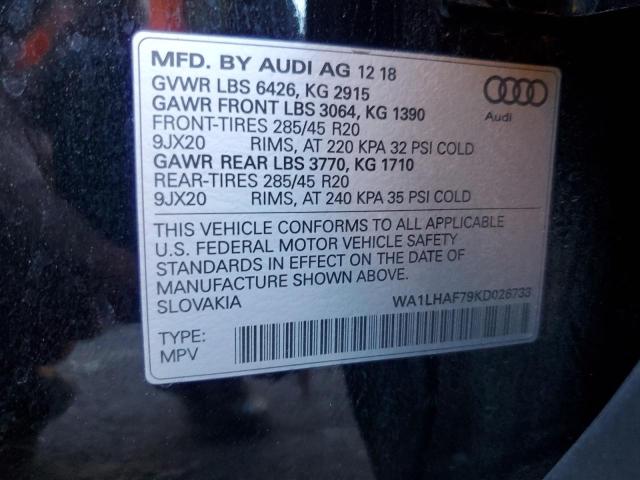 MFD. BY AUDI AG 12 18
GVWR LBS 6426, KG 2915
GAWR FRONT LBS 3064, KG 1390
FRONT-TIRES 285/45 R20
9JX20 RIMS, AT 220 KPA 32 PSI COLD
GAWR REAR LBS 3770, KG 1710
REAR-TIRES 285/45 R20
9JX20 RIMS, AT 240 KPA 35 PSI COLD
Audi
THIS VEHICLE CONFORMS TO ALL APPLICABLE
U.S. FEDERAL MOTOR VEHICLE SAFETY
STANDARDS IN EFFECT ON THE DATE OF
MANUFACTURE SHOWN ABOVE.
SLOVAKIA WA1LHAF79KD026733
TYPE:
MPV